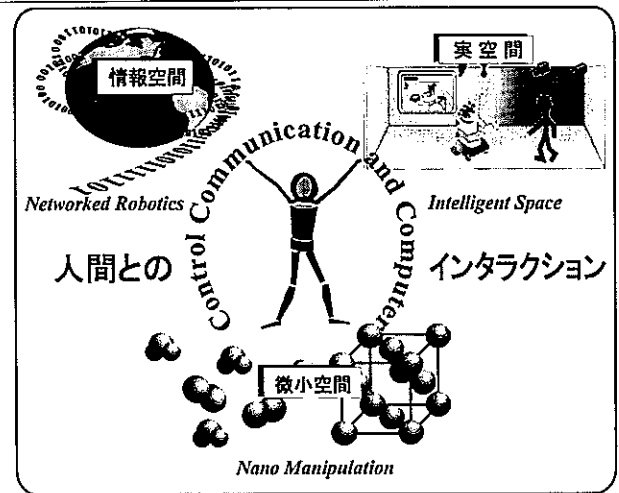 情報空間
実空間
Control Communication and Computer
Networked Robotics
Intelligent Space
人間との
インタラクション
微小空間
Nano Manipulation